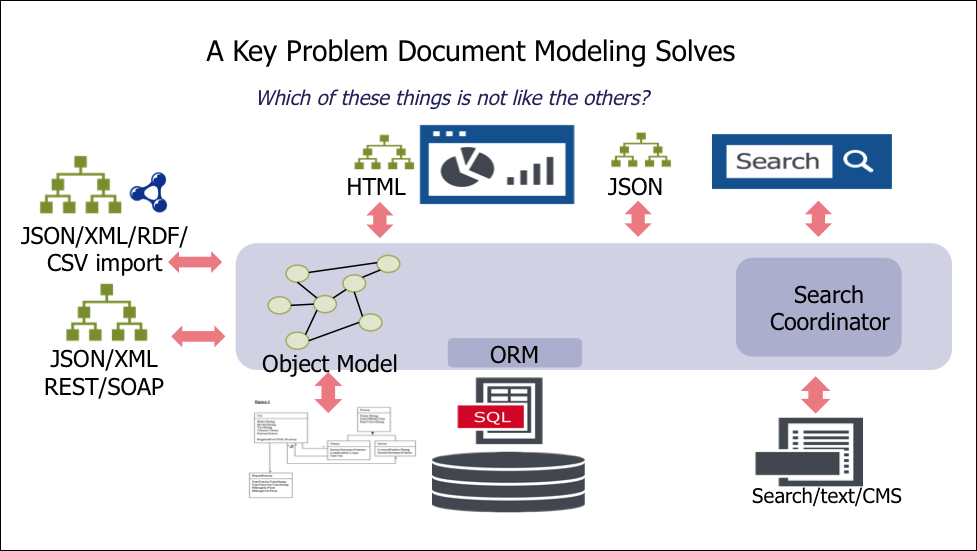 A Key Problem Document Modeling Solves
Which of these things is not like the others?
HTML
JSON
Search
JSON/XML/RDF/
CSV import
JSON/XML
REST/SOAP
Object Model
ORM
Search
Coordinator
SQL
Search/text/CMS